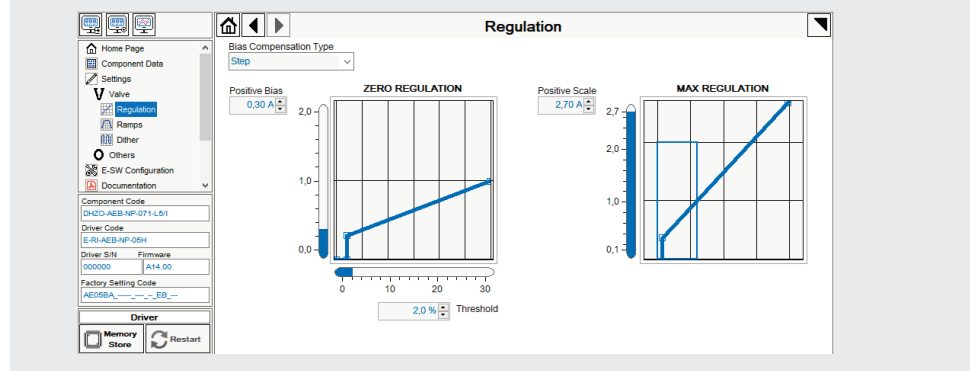 Regulation
Home Page
Component Data
Settings
Valve
Regulation
Ramps
Dither
Others
E-SW Configuration
Documentation
Component Code
DHZO-AEB-NP-071-L5/I
Driver Code
E-RI-AEB-NP-05H
Driver S/N Firmware
000000 A14.00
Factory Setting Code
AE05BA_-----_----_--_EB_---
Driver
Memory Store
Restart
Bias Compensation Type
Step
Positive Bias
0,30 A
ZERO REGULATION
2,0
1,0
0,0
0 10 20 30
2,0 % Threshold
Positive Scale
2,70 A
MAX REGULATION
2,7
2,0
1,0
0,1